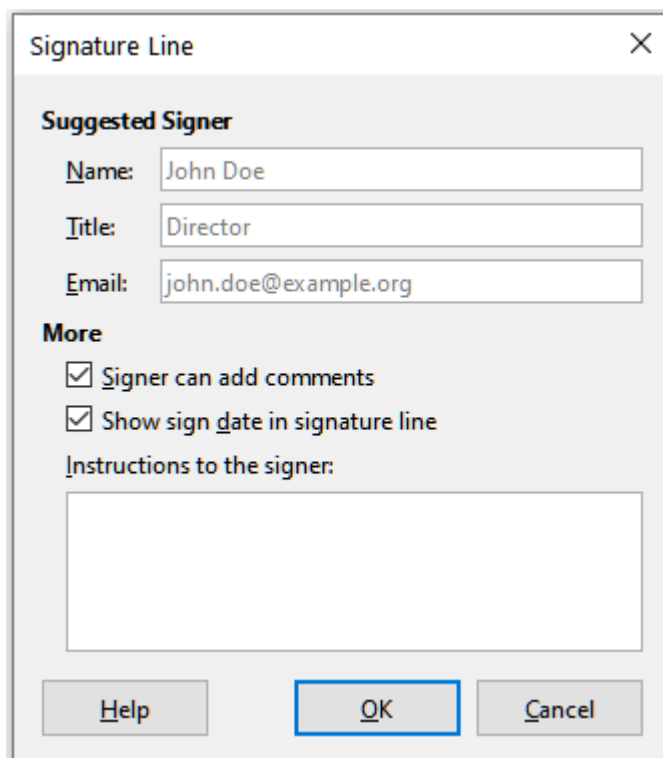 Signature Line
Suggested Signer
Name: John Doe
Title: Director
Email: john.doe@example.org
More
Signer can add comments
Show sign date in signature line
Instructions to the signer:
Help OK Cancel